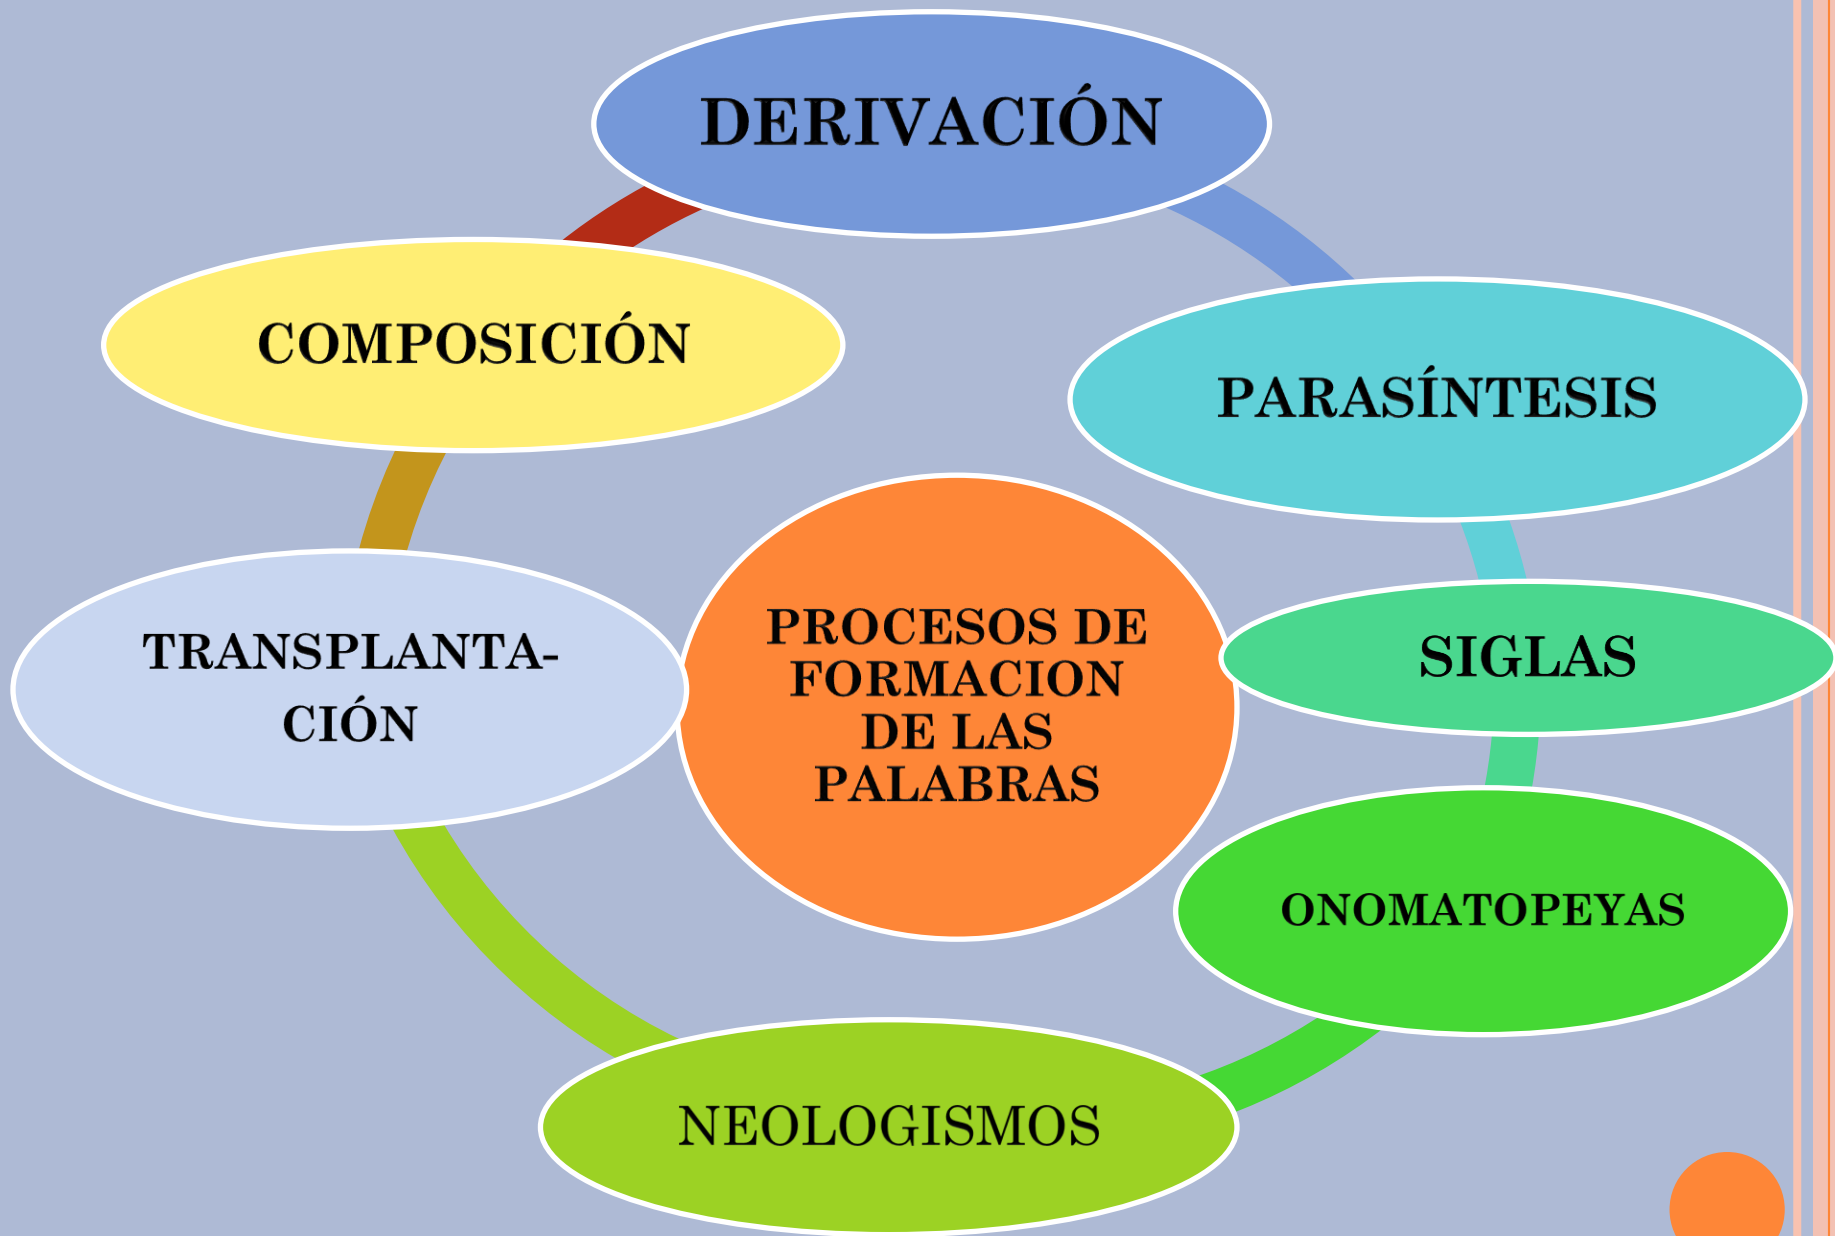 DERIVACIÓN
COMPOSICIÓN
PARASÍNTESIS
PROCESOS DE
FORMACION
DE LAS
PALABRAS
TRANSPLANTA-
CIÓN
SIGLAS
ONOMATOPEYAS
NEOLOGISMOS